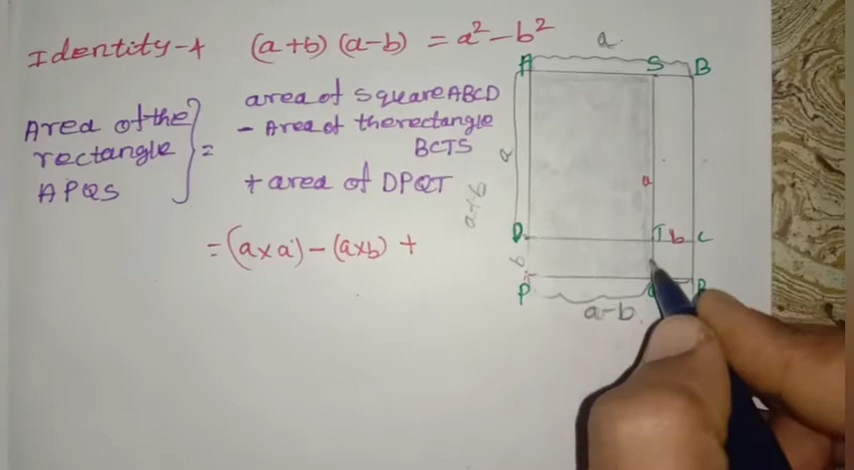 Identity-4 (a+b) (a-b) = a² - b²
Area of the rectangle APQS } =
area of square ABCD
- Area of the rectangle BCTS
+ area of DPQT
= (a x a) - (a x b) +
a
A S B
a
a
a+b
D T b C
b
P
a-b